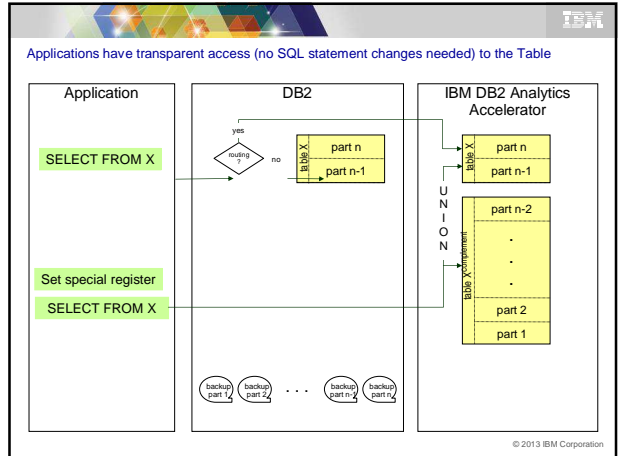 IBM
Applications have transparent access (no SQL statement changes needed) to the Table
Application
SELECT FROM X
Set special register
SELECT FROM X
DB2
yes
routing
?
no
table X
part n
part n-1
backup
part 1
backup
part 2
. . .
backup
part n-1
backup
part n
IBM DB2 Analytics
Accelerator
table X
part n
part n-1
UNION
table X complement
part n-2
.
.
.
part 2
part 1
© 2013 IBM Corporation